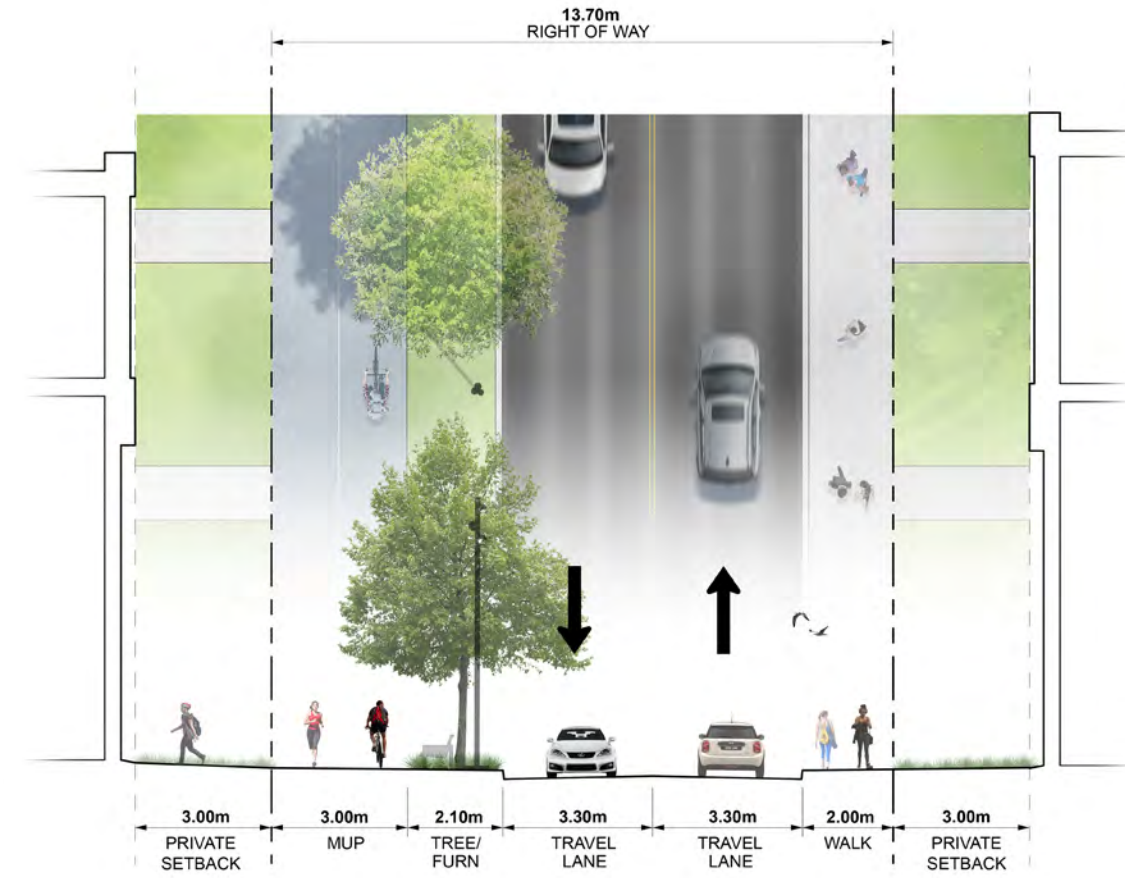 13.70m
RIGHT OF WAY
3.00m
PRIVATE
SETBACK
3.00m
MUP
2.10m
TREE/
FURN
3.30m
TRAVEL
LANE
3.30m
TRAVEL
LANE
2.00m
WALK
3.00m
PRIVATE
SETBACK